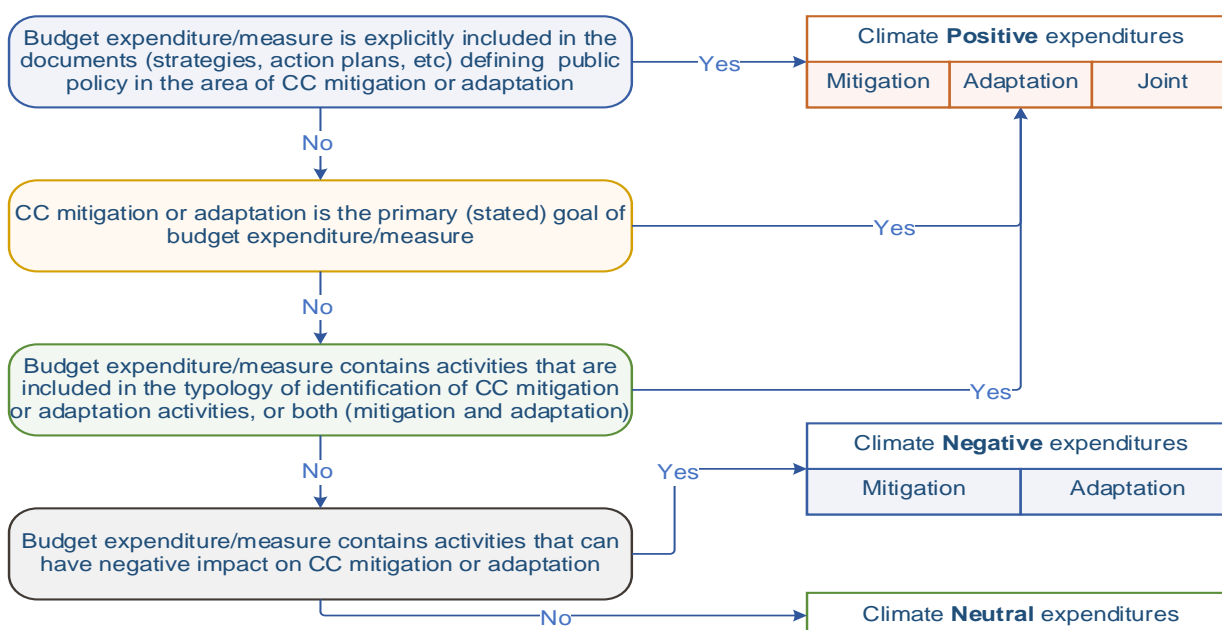 Budget expenditure/measure is explicitly included in the
documents (strategies, action plans, etc) defining public
policy in the area of CC mitigation or adaptation
Yes
Climate Positive expenditures
Mitigation
Adaptation
Joint
No
CC mitigation or adaptation is the primary (stated) goal of
budget expenditure/measure
Yes
No
Budget expenditure/measure contains activities that are
included in the typology of identification of CC mitigation
or adaptation activities, or both (mitigation and adaptation)
Yes
Climate Negative expenditures
Mitigation
Adaptation
No
Yes
Budget expenditure/measure contains activities that can
have negative impact on CC mitigation or adaptation
No
Climate Neutral expenditures